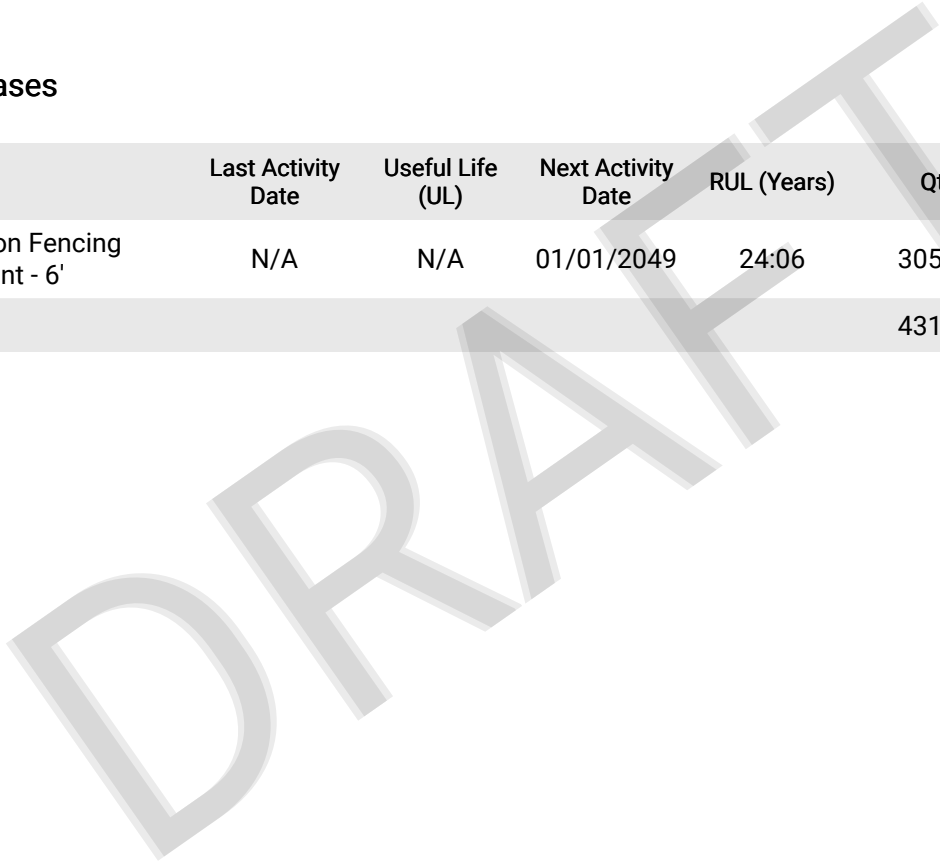 ases
Last Activity Date Useful Life (UL) Next Activity Date RUL (Years) Qt
on Fencing
nt - 6' N/A N/A 01/01/2049 24:06 305
431
DRAFT